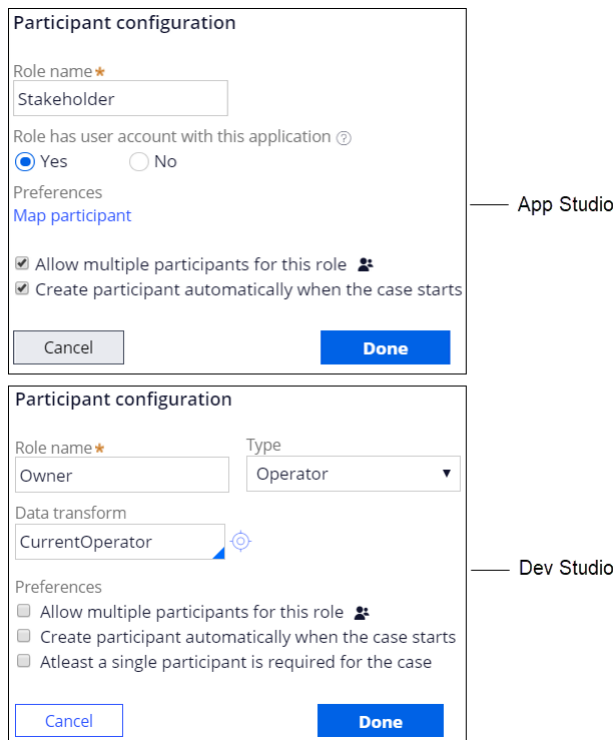 Participant configuration
Role name★
Stakeholder
Role has user account with this application ?
Yes No
Preferences
Map participant
App Studio
Allow multiple participants for this role
Create participant automatically when the case starts
Cancel Done
Participant configuration
Role name★ Type
Owner Operator
Data transform
CurrentOperator
Dev Studio
Preferences
Allow multiple participants for this role
Create participant automatically when the case starts
Atleast a single participant is required for the case
Cancel Done